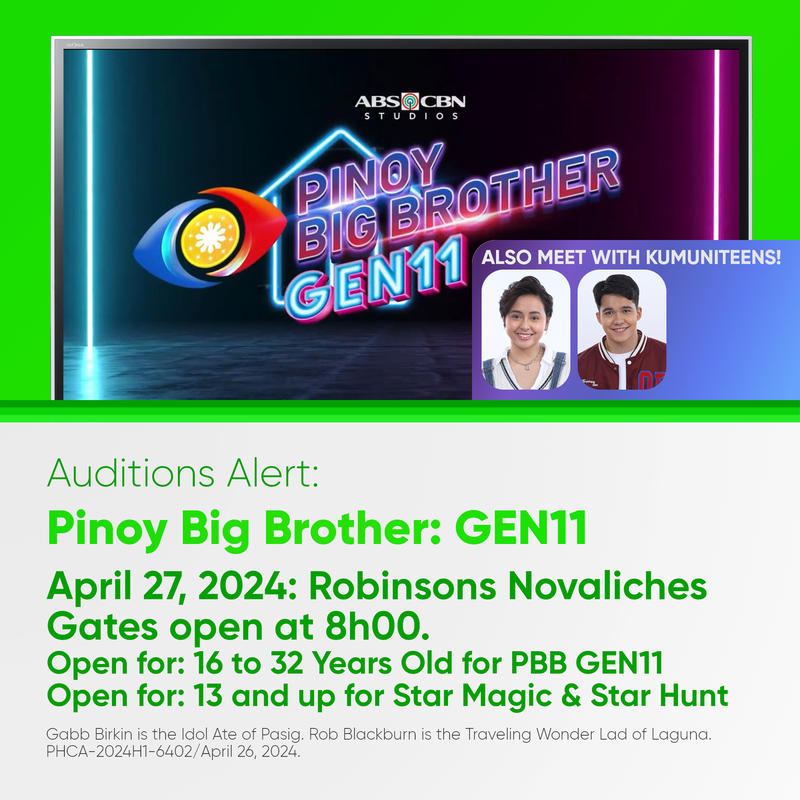 ABS CBN
STUDIOS
PINOY
BIG BROTHER
GEN11
ALSO MEET WITH KUMUNITEENS!
Auditions Alert:
Pinoy Big Brother: GEN11
April 27, 2024: Robinsons Novaliches
Gates open at 8h00.
Open for: 16 to 32 Years Old for PBB GEN11
Open for: 13 and up for Star Magic & Star Hunt
Gabb Birkin is the Idol Ate of Pasig. Rob Blackburn is the Traveling Wonder Lad of Laguna.
PHCA-2024H1-6402/April 26, 2024.